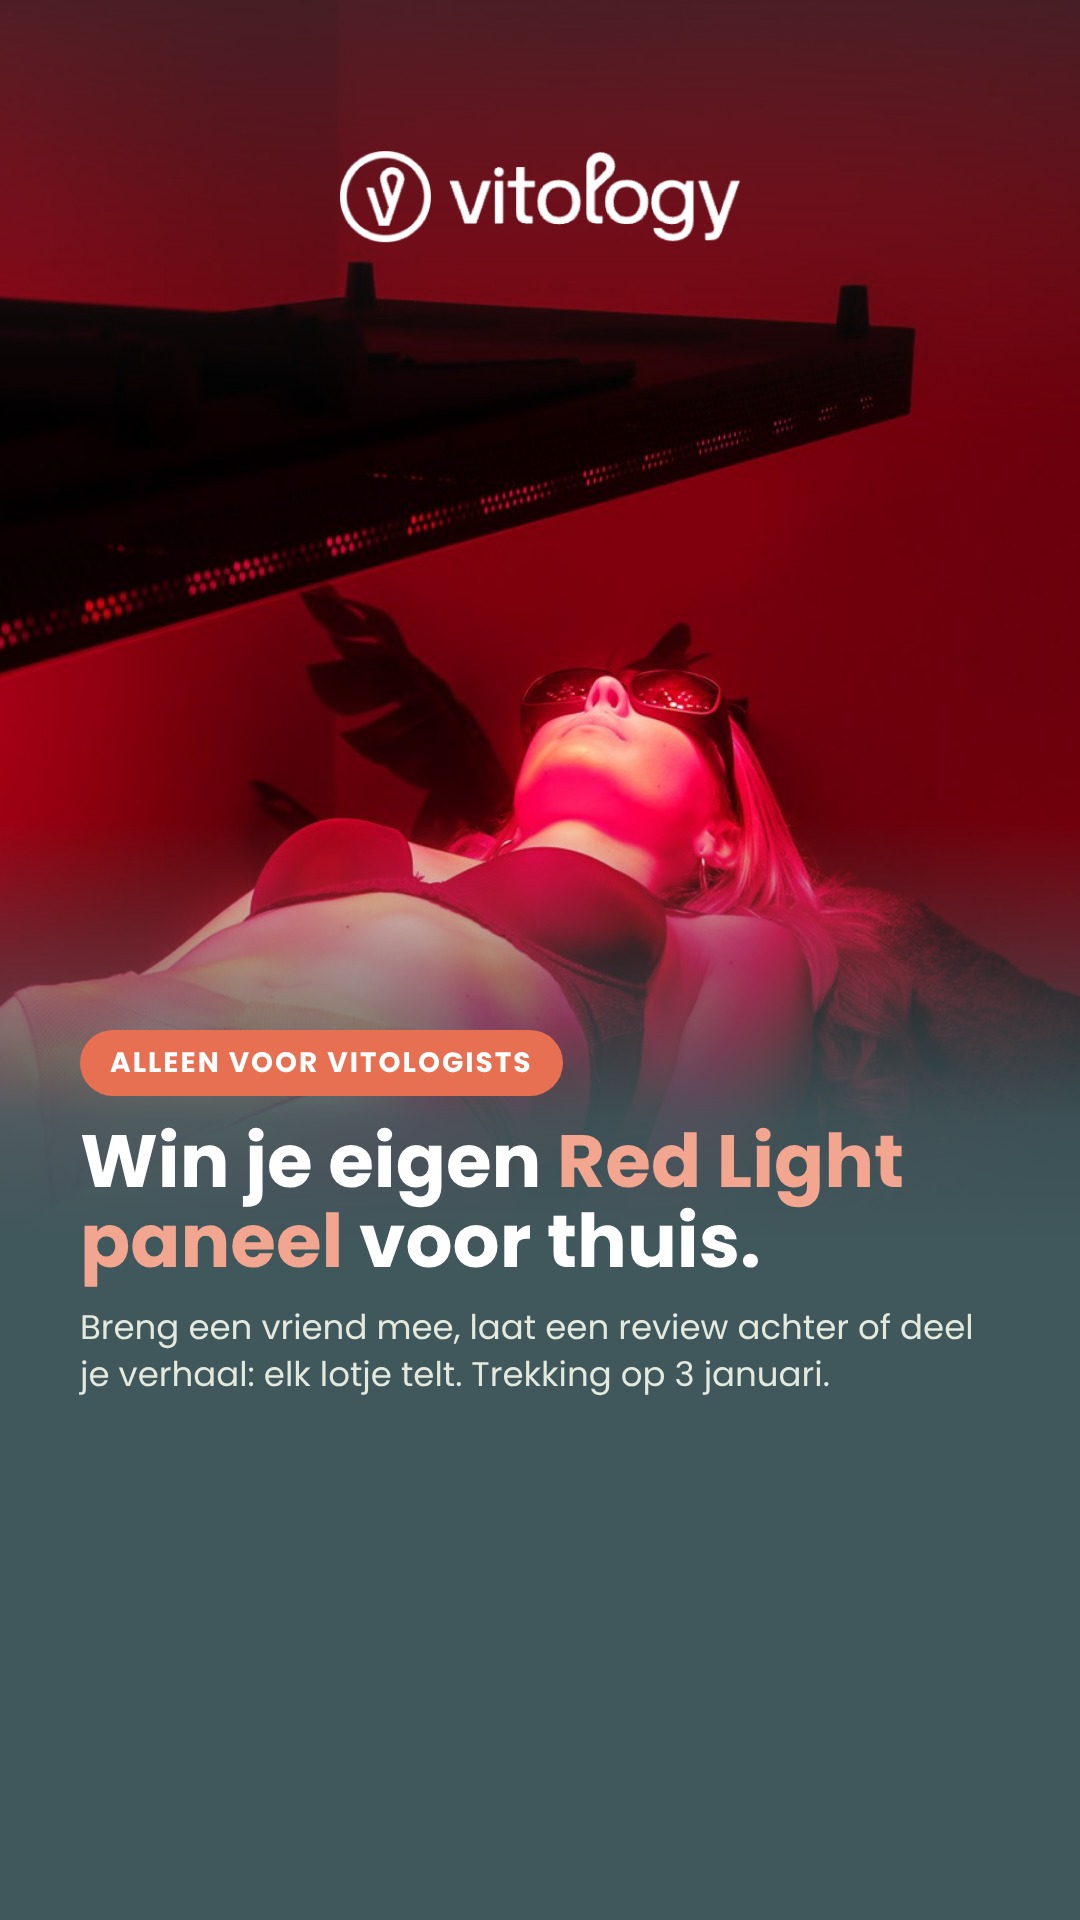 vitology
ALLEEN VOOR VITOLOGISTS
Win je eigen Red Light
paneel voor thuis.
Breng een vriend mee, laat een review achter of deel
je verhaal: elk lotje telt. Trekking op 3 januari.